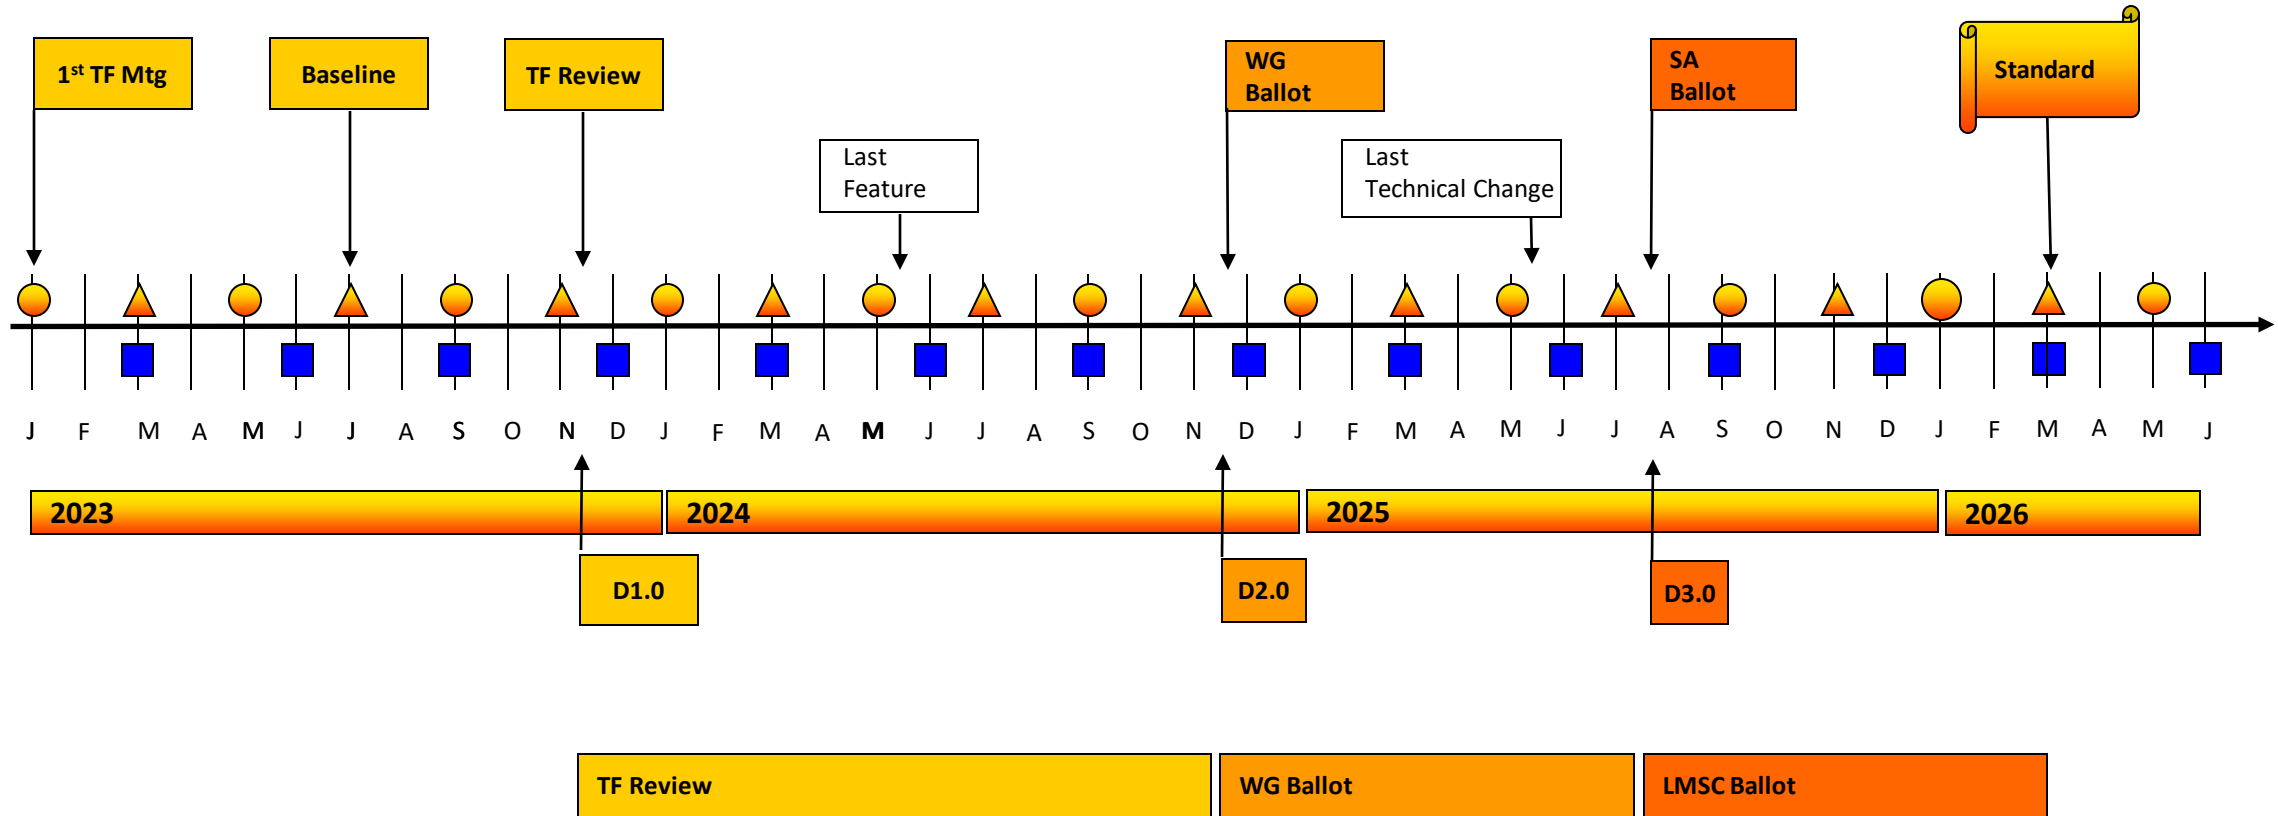 1st TF Mtg
Baseline
TF Review
WG
Ballot
SA
Ballot
Standard
Last
Feature
Last
Technical Change
J F M A M J J A S O N D J F M A M J J A S O N D J F M A M J J A S O N D J F M A M J
2023 2024 2025 2026
D1.0 D2.0 D3.0
TF Review WG Ballot LMSC Ballot